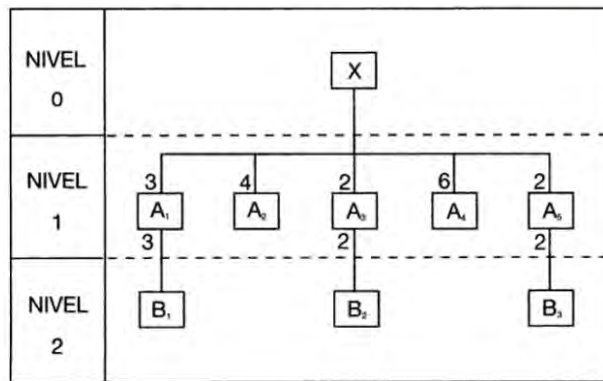 NIVEL
0
X
NIVEL
1
3 4 2 6 2
A₁ A₂ A₃ A₄ A₅
3 2 2
NIVEL
2
B₁ B₂ B₃